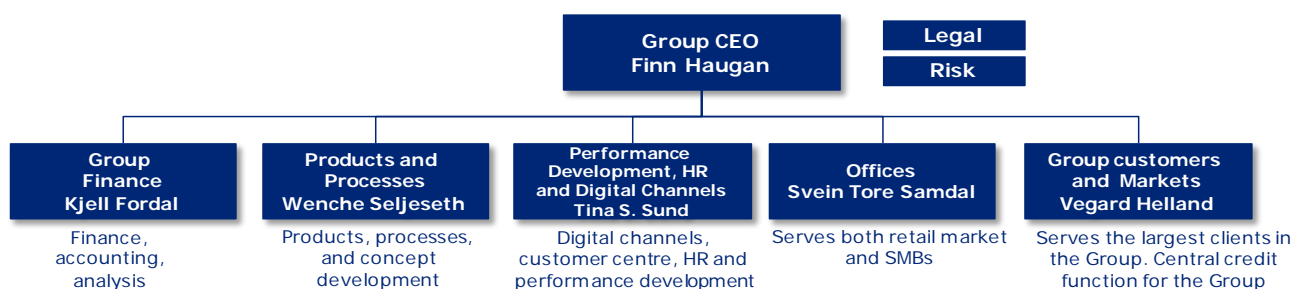 Group CEO
Finn Haugan
Legal
Risk
Group
Finance
Kjell Fordal
Products and
Processes
Wenche Seljeseth
Performance
Development, HR
and Digital Channels
Tina S. Sund
Offices
Svein Tore Samdal
Group customers
and Markets
Vegard Helland
Finance,
accounting,
analysis
Products, processes,
and concept
development
Digital channels,
customer centre, HR and
performance development
Serves both retail market
and SMBs
Serves the largest clients in
the Group. Central credit
function for the Group